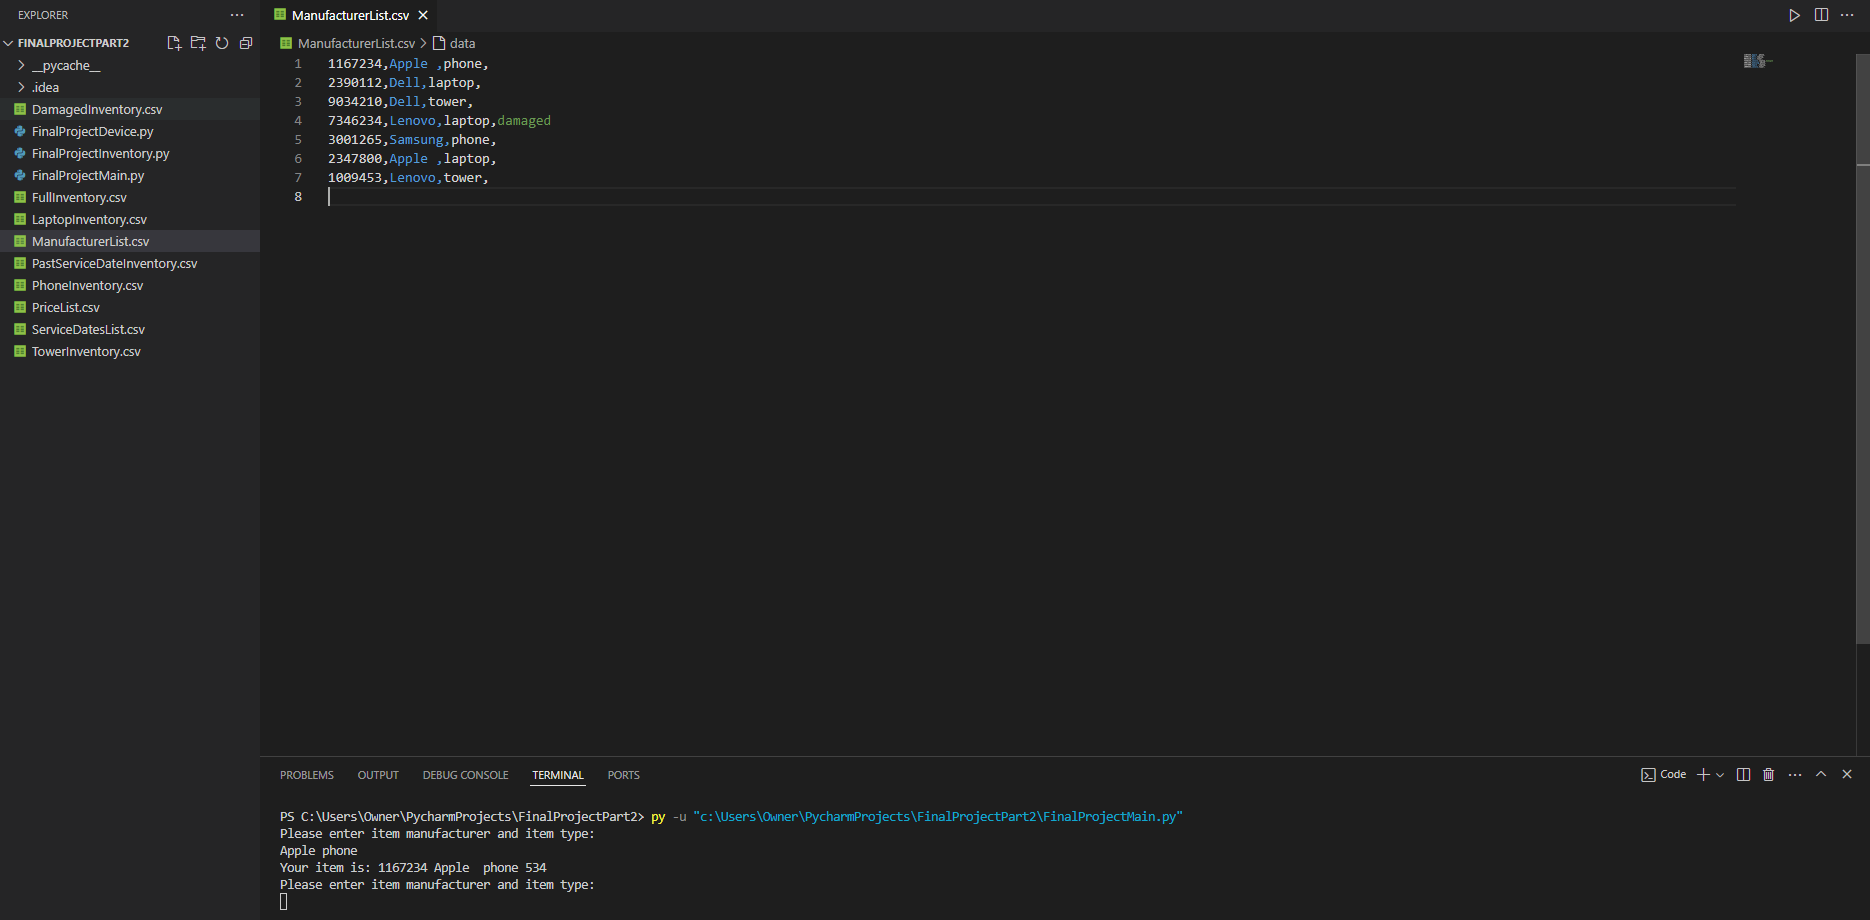 EXPLORER
FINALPROJECTPART2
__pycache__
.idea
DamagedInventory.csv
FinalProjectDevice.py
FinalProjectInventory.py
FinalProjectMain.py
FullInventory.csv
LaptopInventory.csv
ManufacturerList.csv
PastServiceDateInventory.csv
PhoneInventory.csv
PriceList.csv
ServiceDatesList.csv
TowerInventory.csv
ManufacturerList.csv
ManufacturerList.csv > data
1 1167234,Apple ,phone,
2 2390112,Dell,laptop,
3 9034210,Dell,tower,
4 7346234,Lenovo,laptop,damaged
5 3001265,Samsung,phone,
6 2347800,Apple ,laptop,
7 1009453,Lenovo,tower,
8
PROBLEMS OUTPUT DEBUG CONSOLE TERMINAL PORTS Code
PS C:\Users\Owner\PycharmProjects\FinalProjectPart2> py -u "c:\Users\Owner\PycharmProjects\FinalProjectPart2\FinalProjectMain.py"
Please enter item manufacturer and item type:
Apple phone
Your item is: 1167234 Apple  phone 534
Please enter item manufacturer and item type: